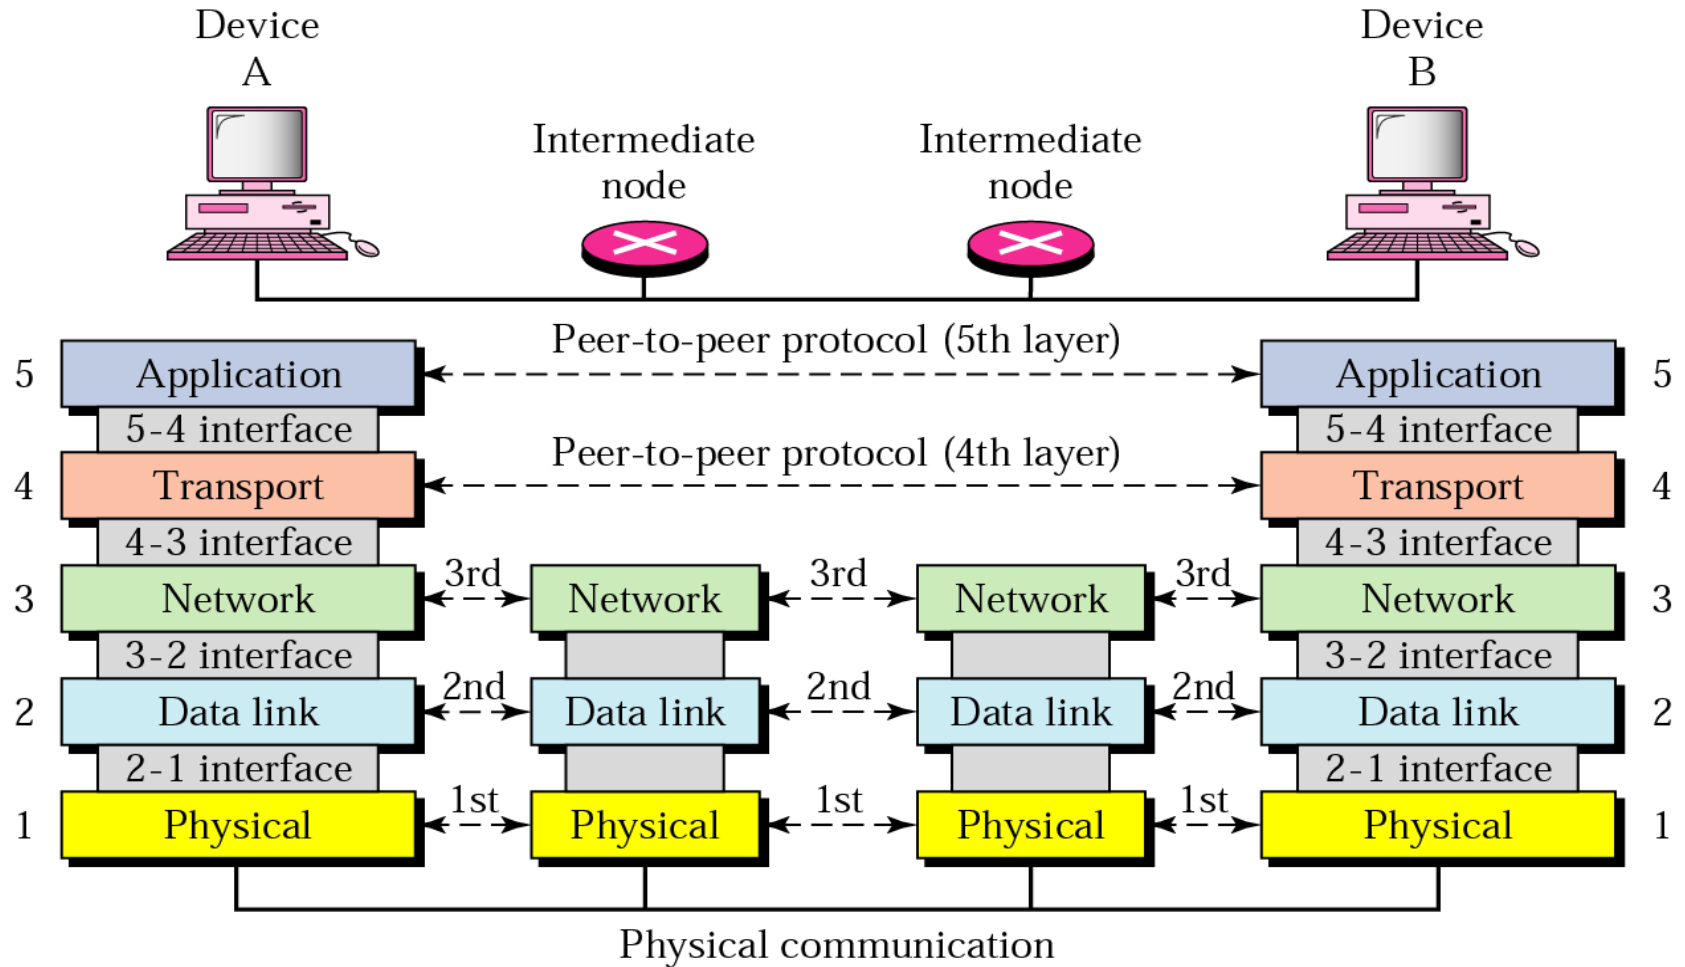 Device
A
Device
B
Intermediate
node
Intermediate
node
Peer-to-peer protocol (5th layer)
5
Application
Application
5
5-4 interface
5-4 interface
Peer-to-peer protocol (4th layer)
4
Transport
Transport
4
4-3 interface
4-3 interface
3
Network
3rd
Network
3rd
Network
3rd
Network
3
3-2 interface
3-2 interface
2
Data link
2nd
Data link
2nd
Data link
2nd
Data link
2
2-1 interface
2-1 interface
1
Physical
1st
Physical
1st
Physical
1st
Physical
1
Physical communication